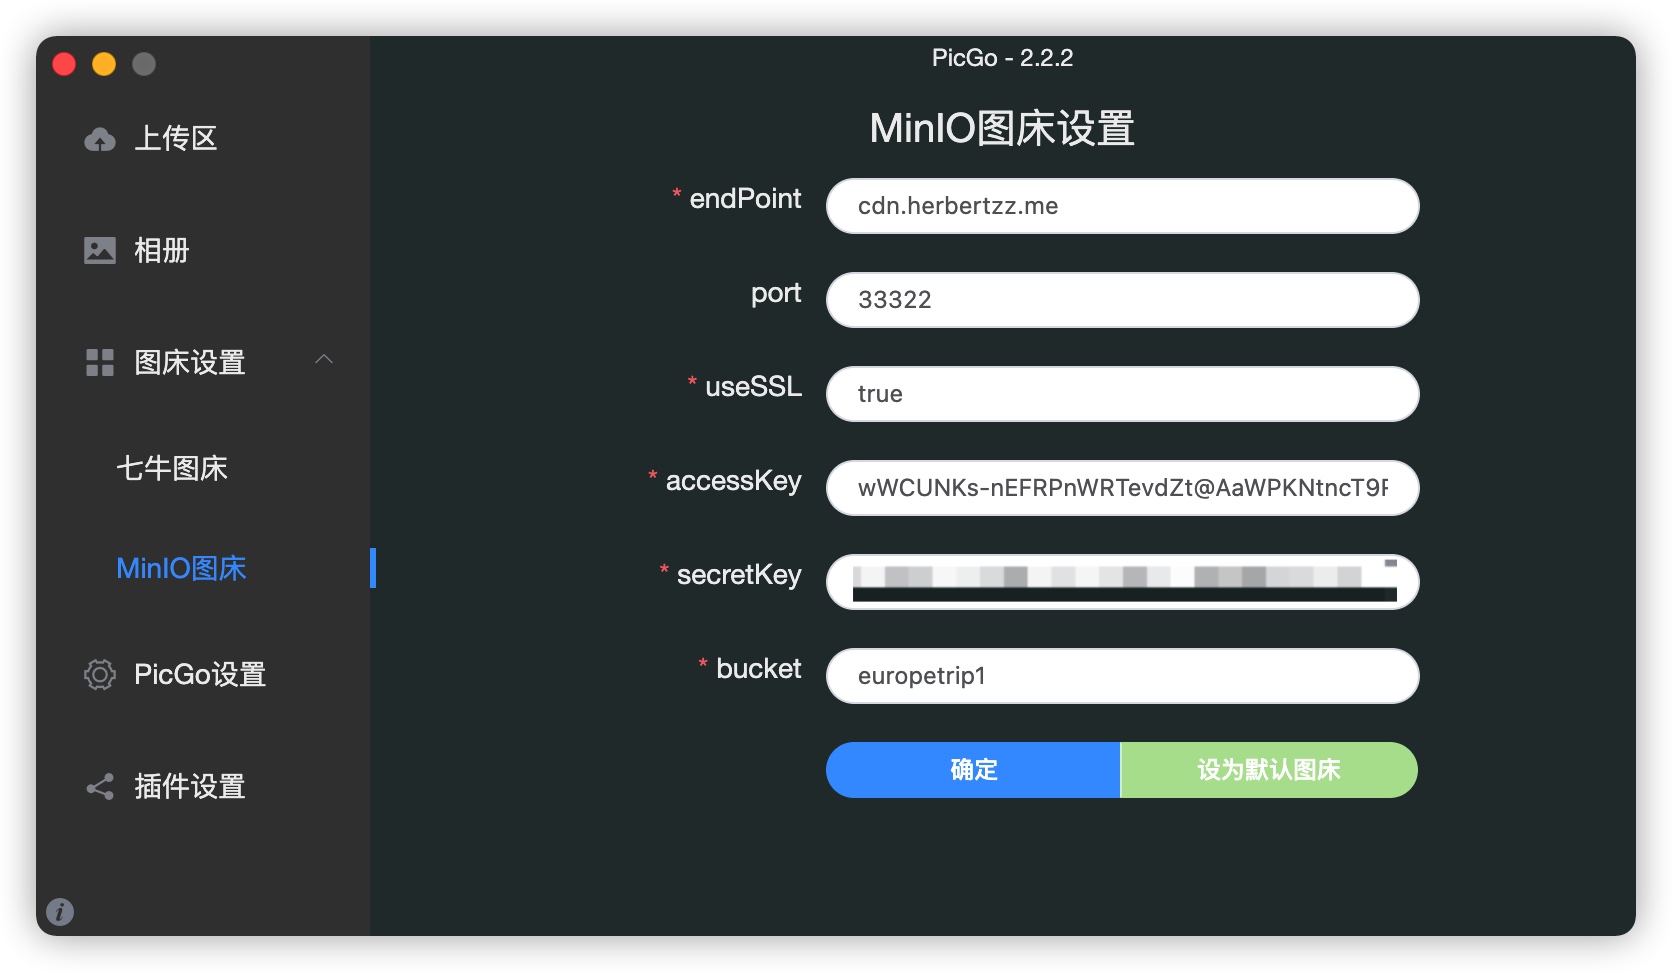 PicGo - 2.2.2
上传区
相册
图床设置
七牛图床
MinIO图床
PicGo设置
插件设置
MinIO图床设置
* endPoint
cdn.herbertzz.me
port
33322
* useSSL
true
* accessKey
wWCUNKs-nEFRPnWRTevdZt@AaWPKNtncT9F
* secretKey
* bucket
europetrip1
确定
设为默认图床